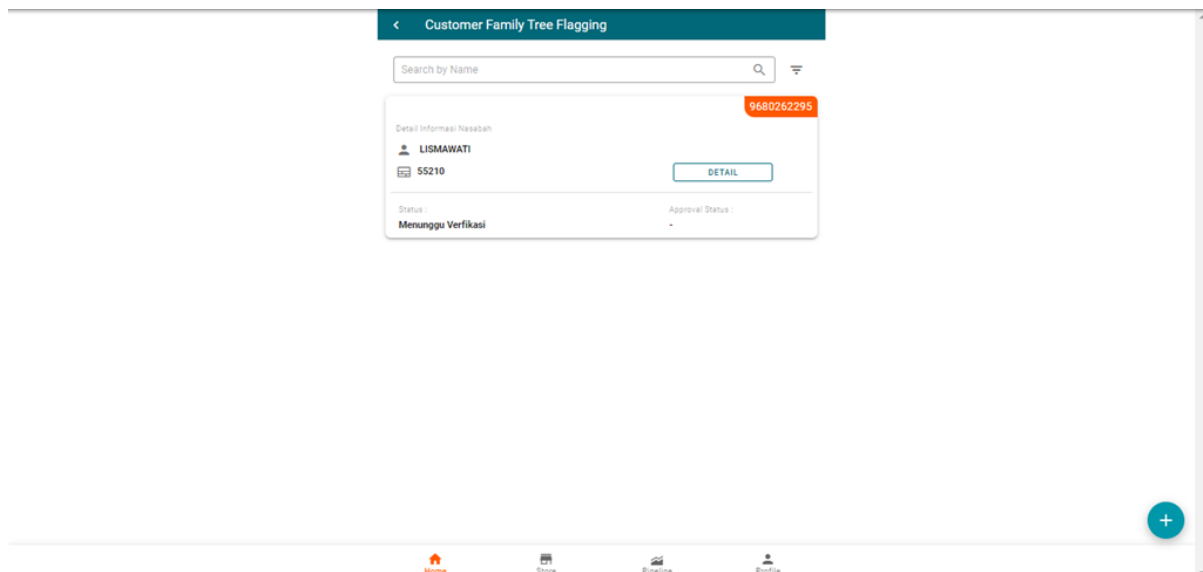 Customer Family Tree Flagging
Search by Name
9680262295
Detail Informasi Nasabah
LISMAWATI
55210
DETAIL
Status :
Approval Status :
Menunggu Verfikasi
-
Home
Store
Pipeline
Profile